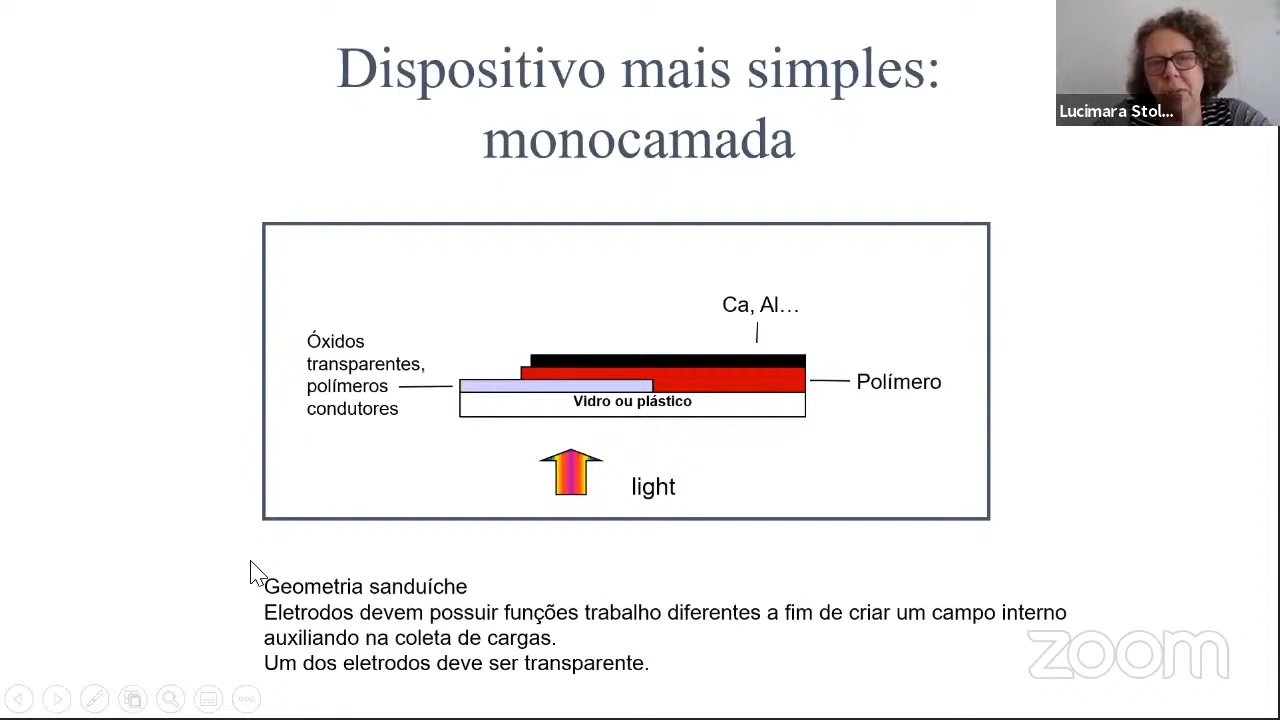 Dispositivo mais simples:
monocamada
Lucimara Stol...
Ca, Al…
Óxidos
transparentes,
polímeros
condutores
Polímero
Vidro ou plástico
light
Geometria sanduíche
Eletrodos devem possuir funções trabalho diferentes a fim de criar um campo interno
auxiliando na coleta de cargas.
Um dos eletrodos deve ser transparente.
zoom